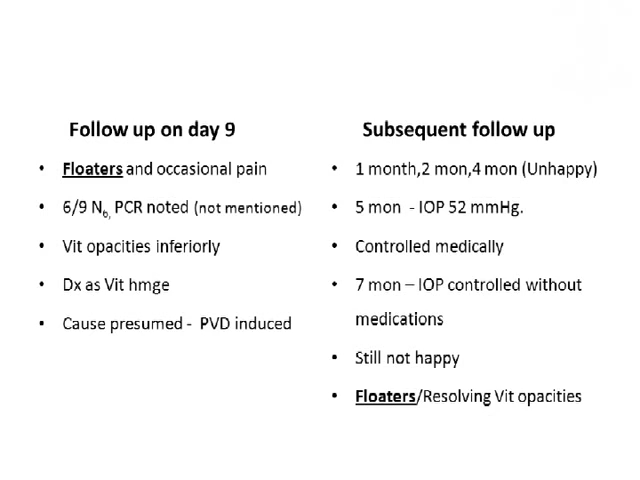 Follow up on day 9
• Floaters and occasional pain
• 6/9 N6, PCR noted (not mentioned)
• Vit opacities inferiorly
• Dx as Vit hmge
• Cause presumed - PVD induced
Subsequent follow up
• 1 month,2 mon,4 mon (Unhappy)
• 5 mon - IOP 52 mmHg.
• Controlled medically
• 7 mon – IOP controlled without
medications
• Still not happy
• Floaters/Resolving Vit opacities